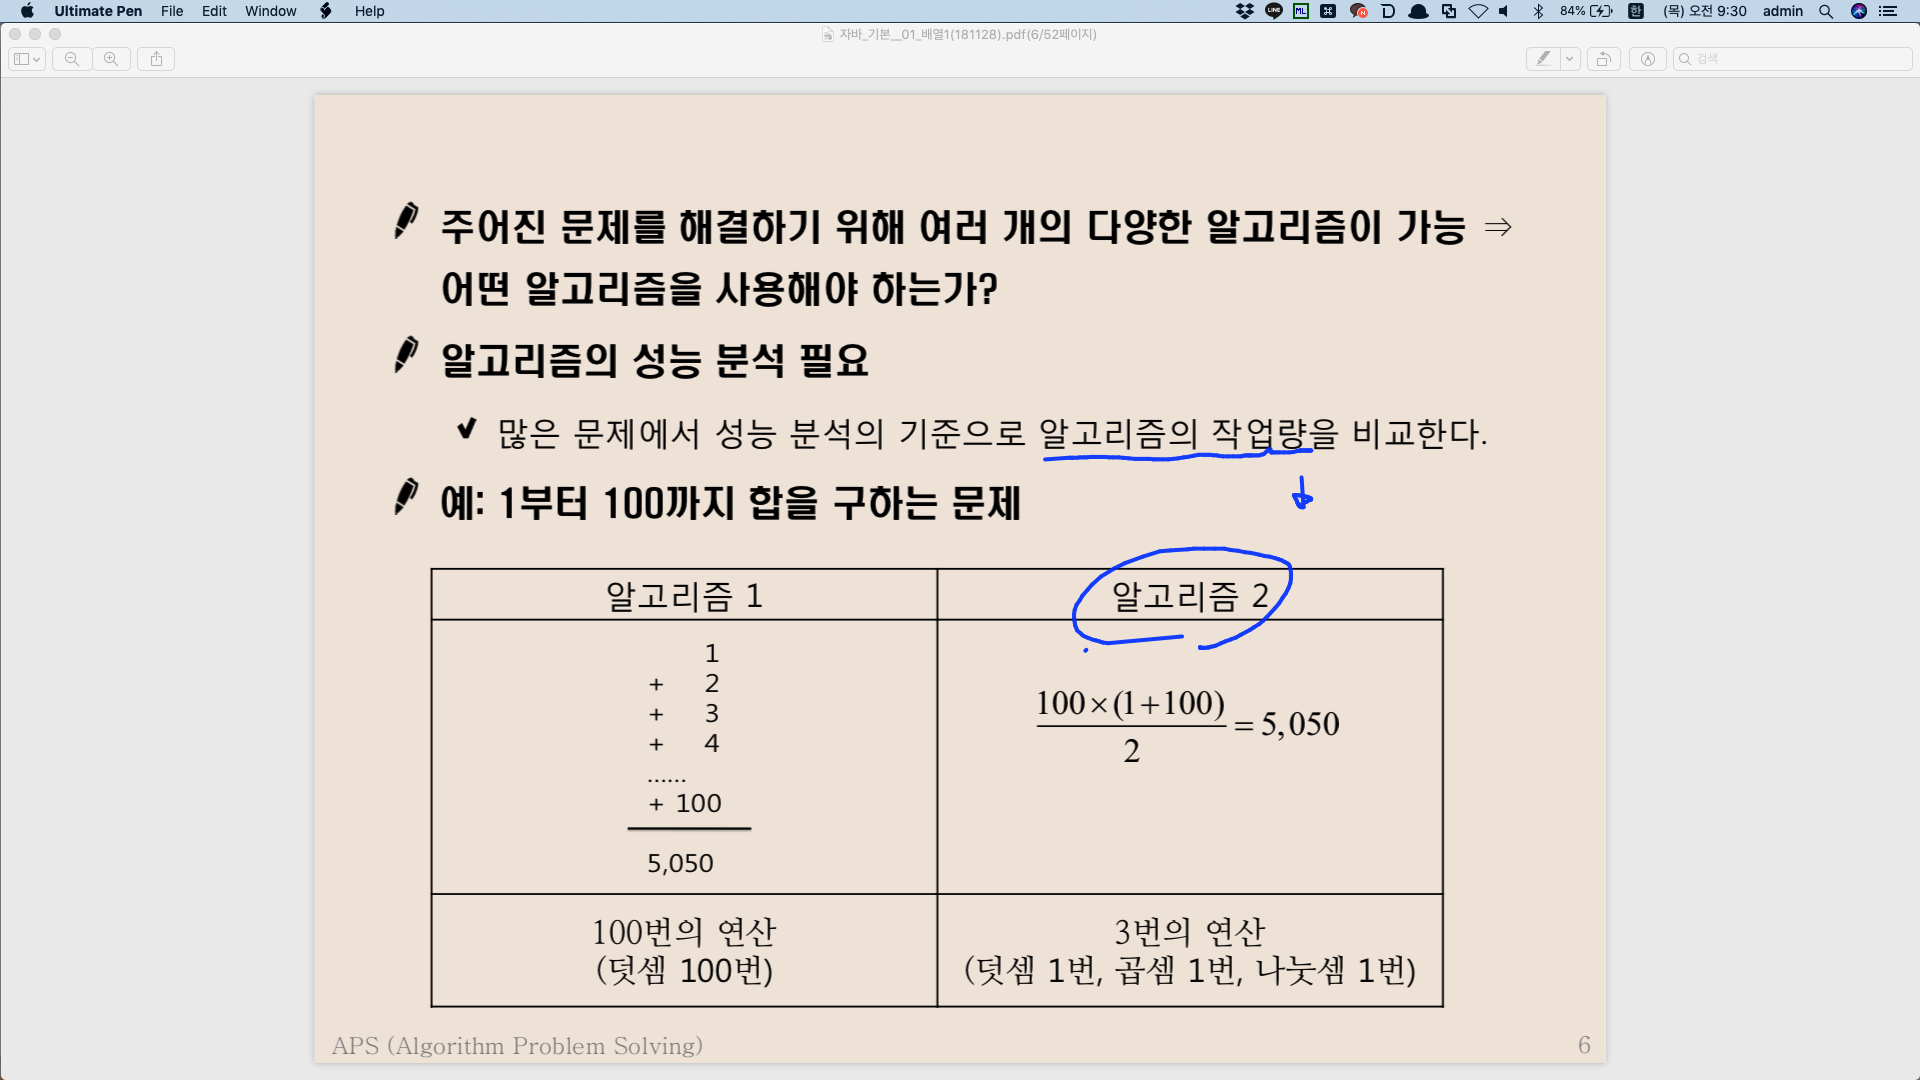 Ultimate Pen File Edit Window Help
LINE ML N D 84% 한 (목) 오전 9:30 admin
자바_기본__01_배열1(181128).pdf(6/52페이지)
검색
주어진 문제를 해결하기 위해 여러 개의 다양한 알고리즘이 가능 ⇒
어떤 알고리즘을 사용해야 하는가?
알고리즘의 성능 분석 필요
많은 문제에서 성능 분석의 기준으로 알고리즘의 작업량을 비교한다.
예: 1부터 100까지 합을 구하는 문제
알고리즘 1
1
+ 2
+ 3
+ 4
......
+ 100
5,050
100번의 연산
(덧셈 100번)
알고리즘 2
100×(1+100)
2
=5,050
3번의 연산
(덧셈 1번, 곱셈 1번, 나눗셈 1번)
APS (Algorithm Problem Solving)
6